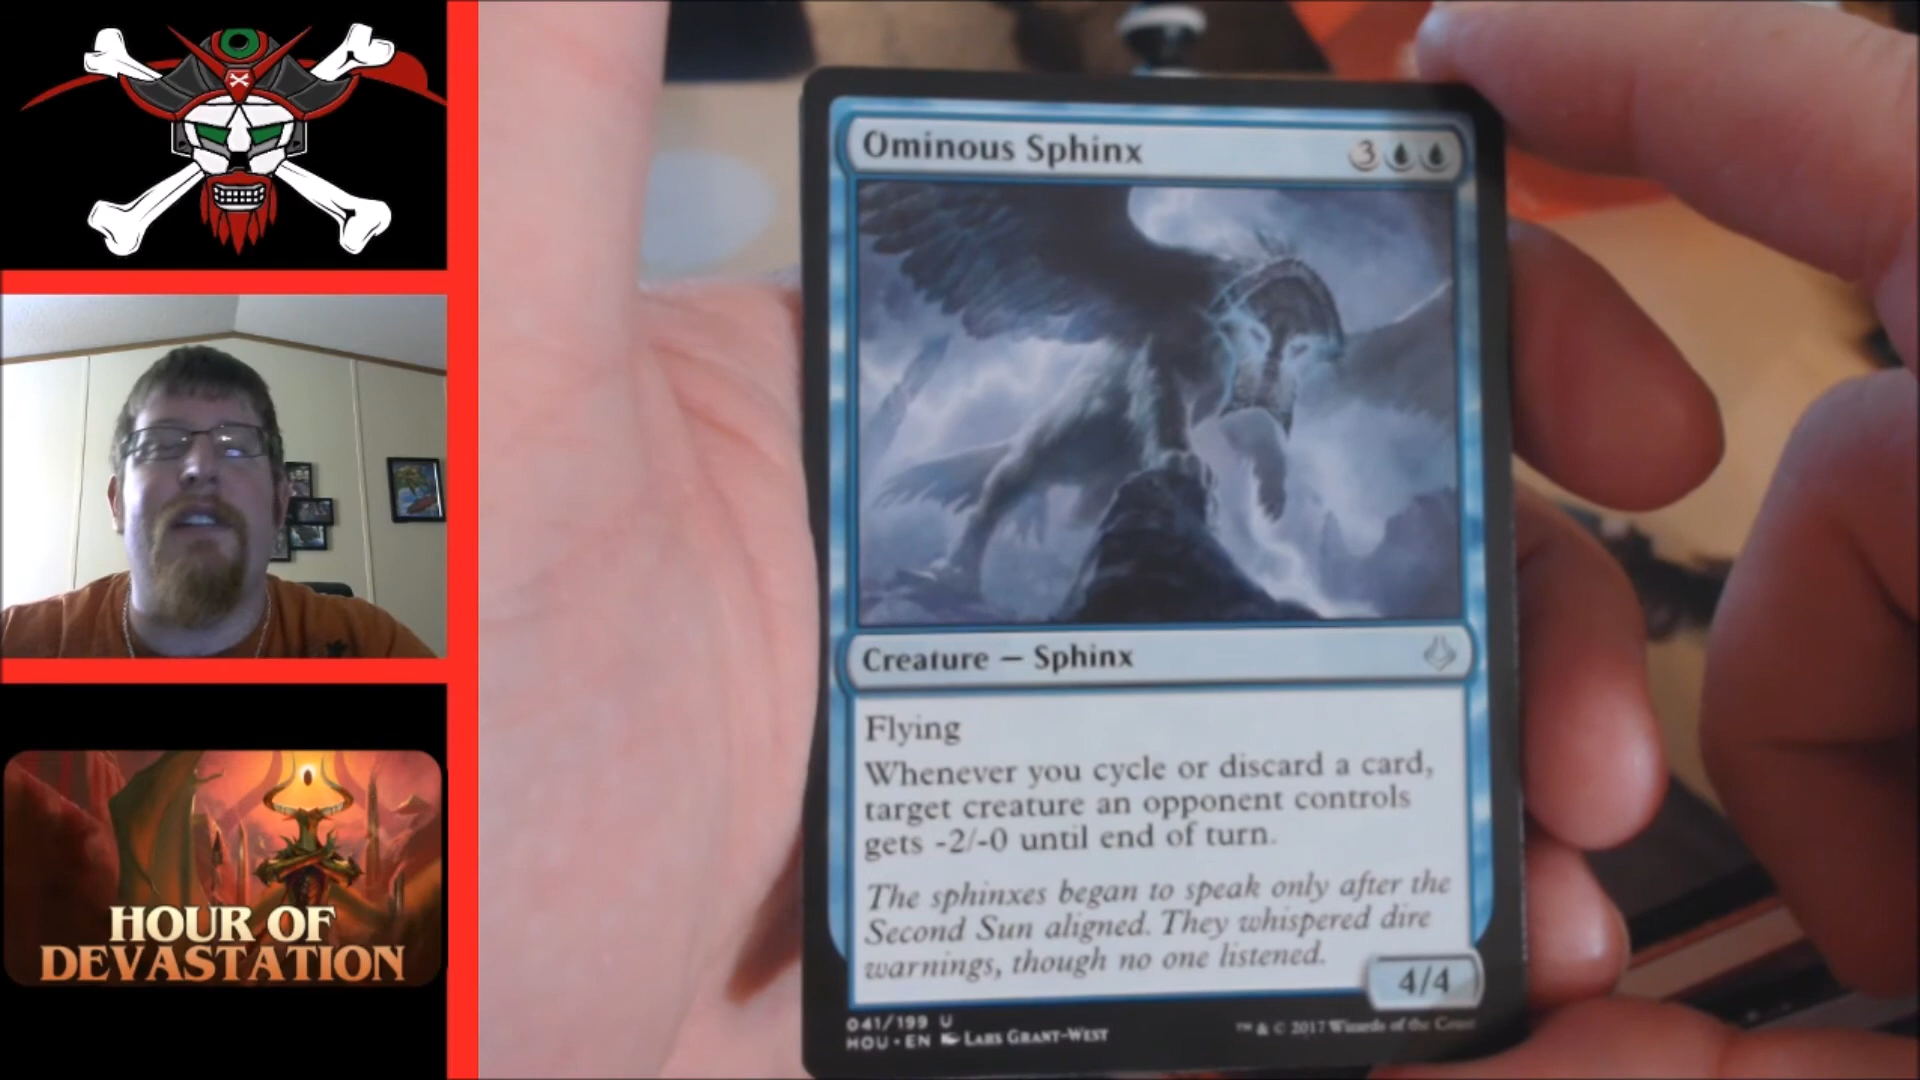 Ominous Sphinx 3
Creature — Sphinx
Flying
Whenever you cycle or discard a card,
target creature an opponent controls
gets -2/-0 until end of turn.
The sphinxes began to speak only after the
Second Sun aligned. They whispered dire
warnings, though no one listened.
4/4
041/199 U
HOU • EN Lars Grant-West
™ & © 2017 Wizards of the Coast
HOUR OF
DEVASTATION